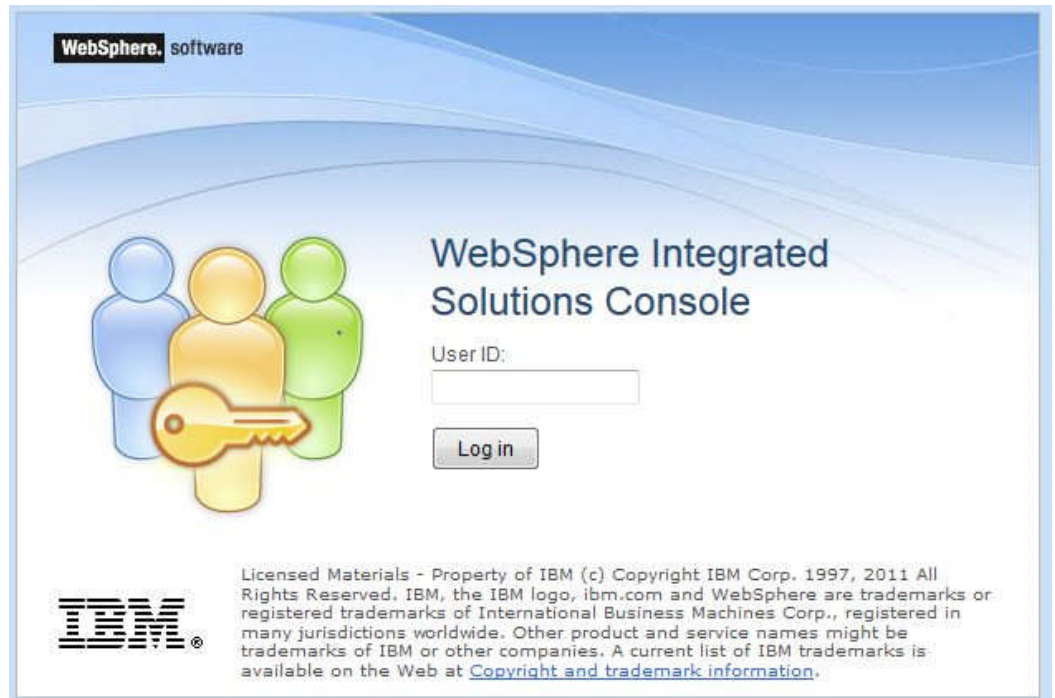 WebSphere. software
WebSphere Integrated
Solutions Console
User ID:
Log in
Licensed Materials - Property of IBM (c) Copyright IBM Corp. 1997, 2011 All
Rights Reserved. IBM, the IBM logo, ibm.com and WebSphere are trademarks or
registered trademarks of International Business Machines Corp., registered in
many jurisdictions worldwide. Other product and service names might be
trademarks of IBM or other companies. A current list of IBM trademarks is
available on the Web at Copyright and trademark information.
IBM®